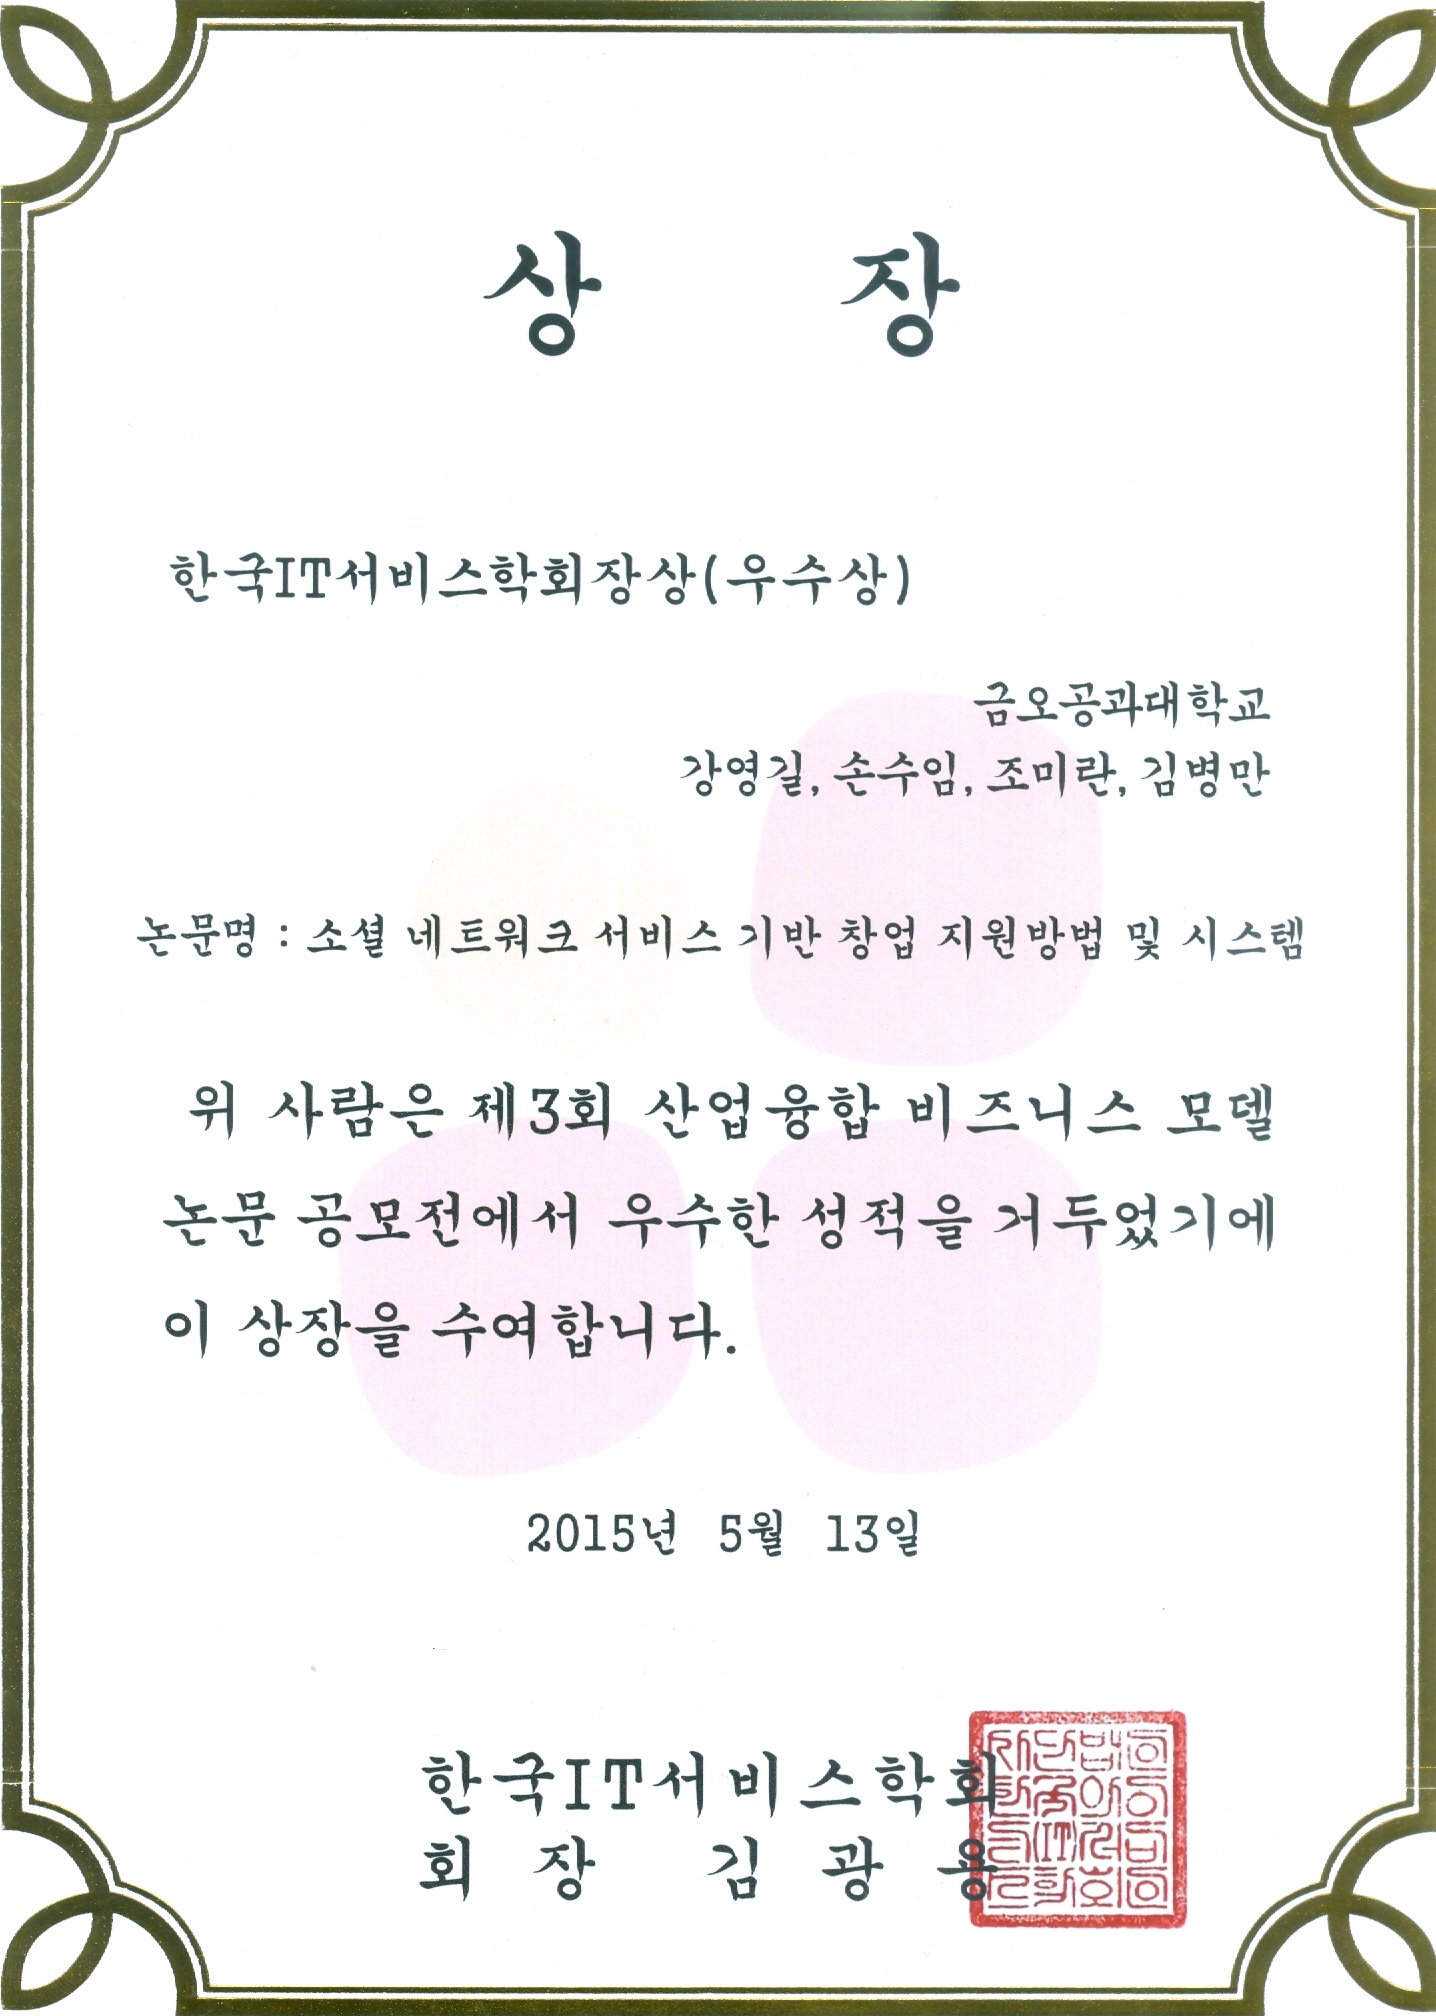 상 장
한국IT서비스학회장상(우수상)
금오공과대학교
강영길, 손수임, 조미란, 김병만
논문명 : 소셜 네트워크 서비스 기반 창업 지원방법 및 시스템
위 사람은 제3회 산업융합 비즈니스 모델
논문 공모전에서 우수한 성적을 거두었기에
이 상장을 수여합니다.
2015년 5월 13일
한국IT서비스학회
회 장 김 광 용